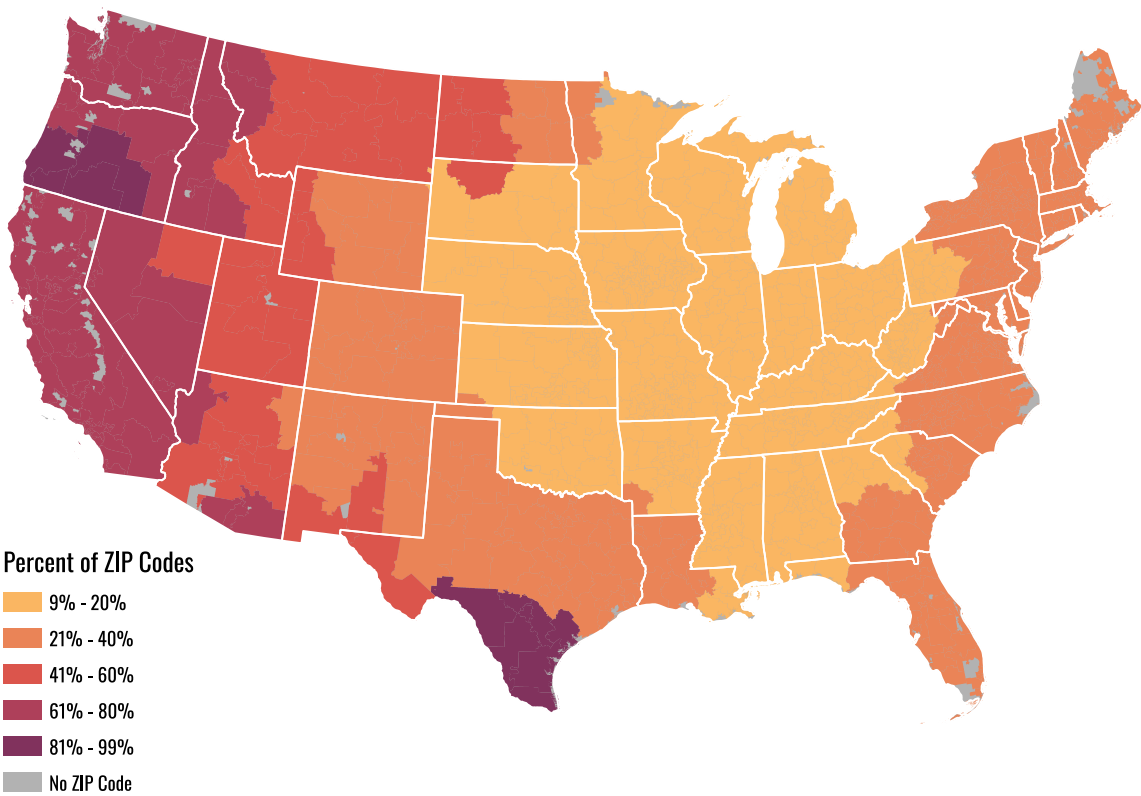 Percent of ZIP Codes
9% - 20%
21% - 40%
41% - 60%
61% - 80%
81% - 99%
No ZIP Code